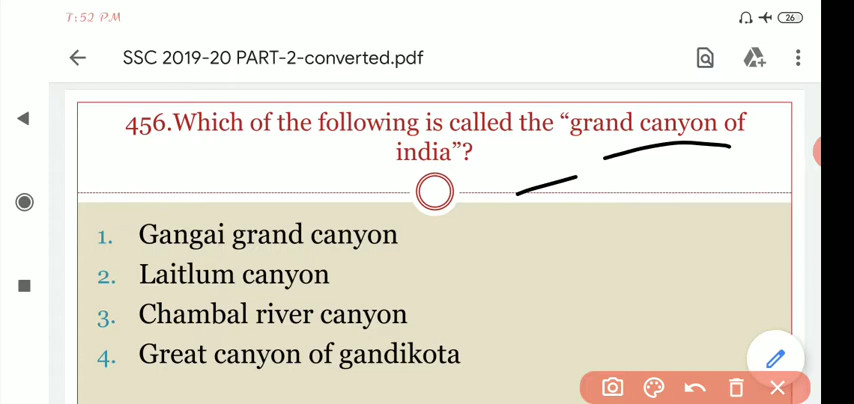 7:52 PM
26
SSC 2019-20 PART-2-converted.pdf
456.Which of the following is called the “grand canyon of
india”?
1. Gangai grand canyon
2. Laitlum canyon
3. Chambal river canyon
4. Great canyon of gandikota